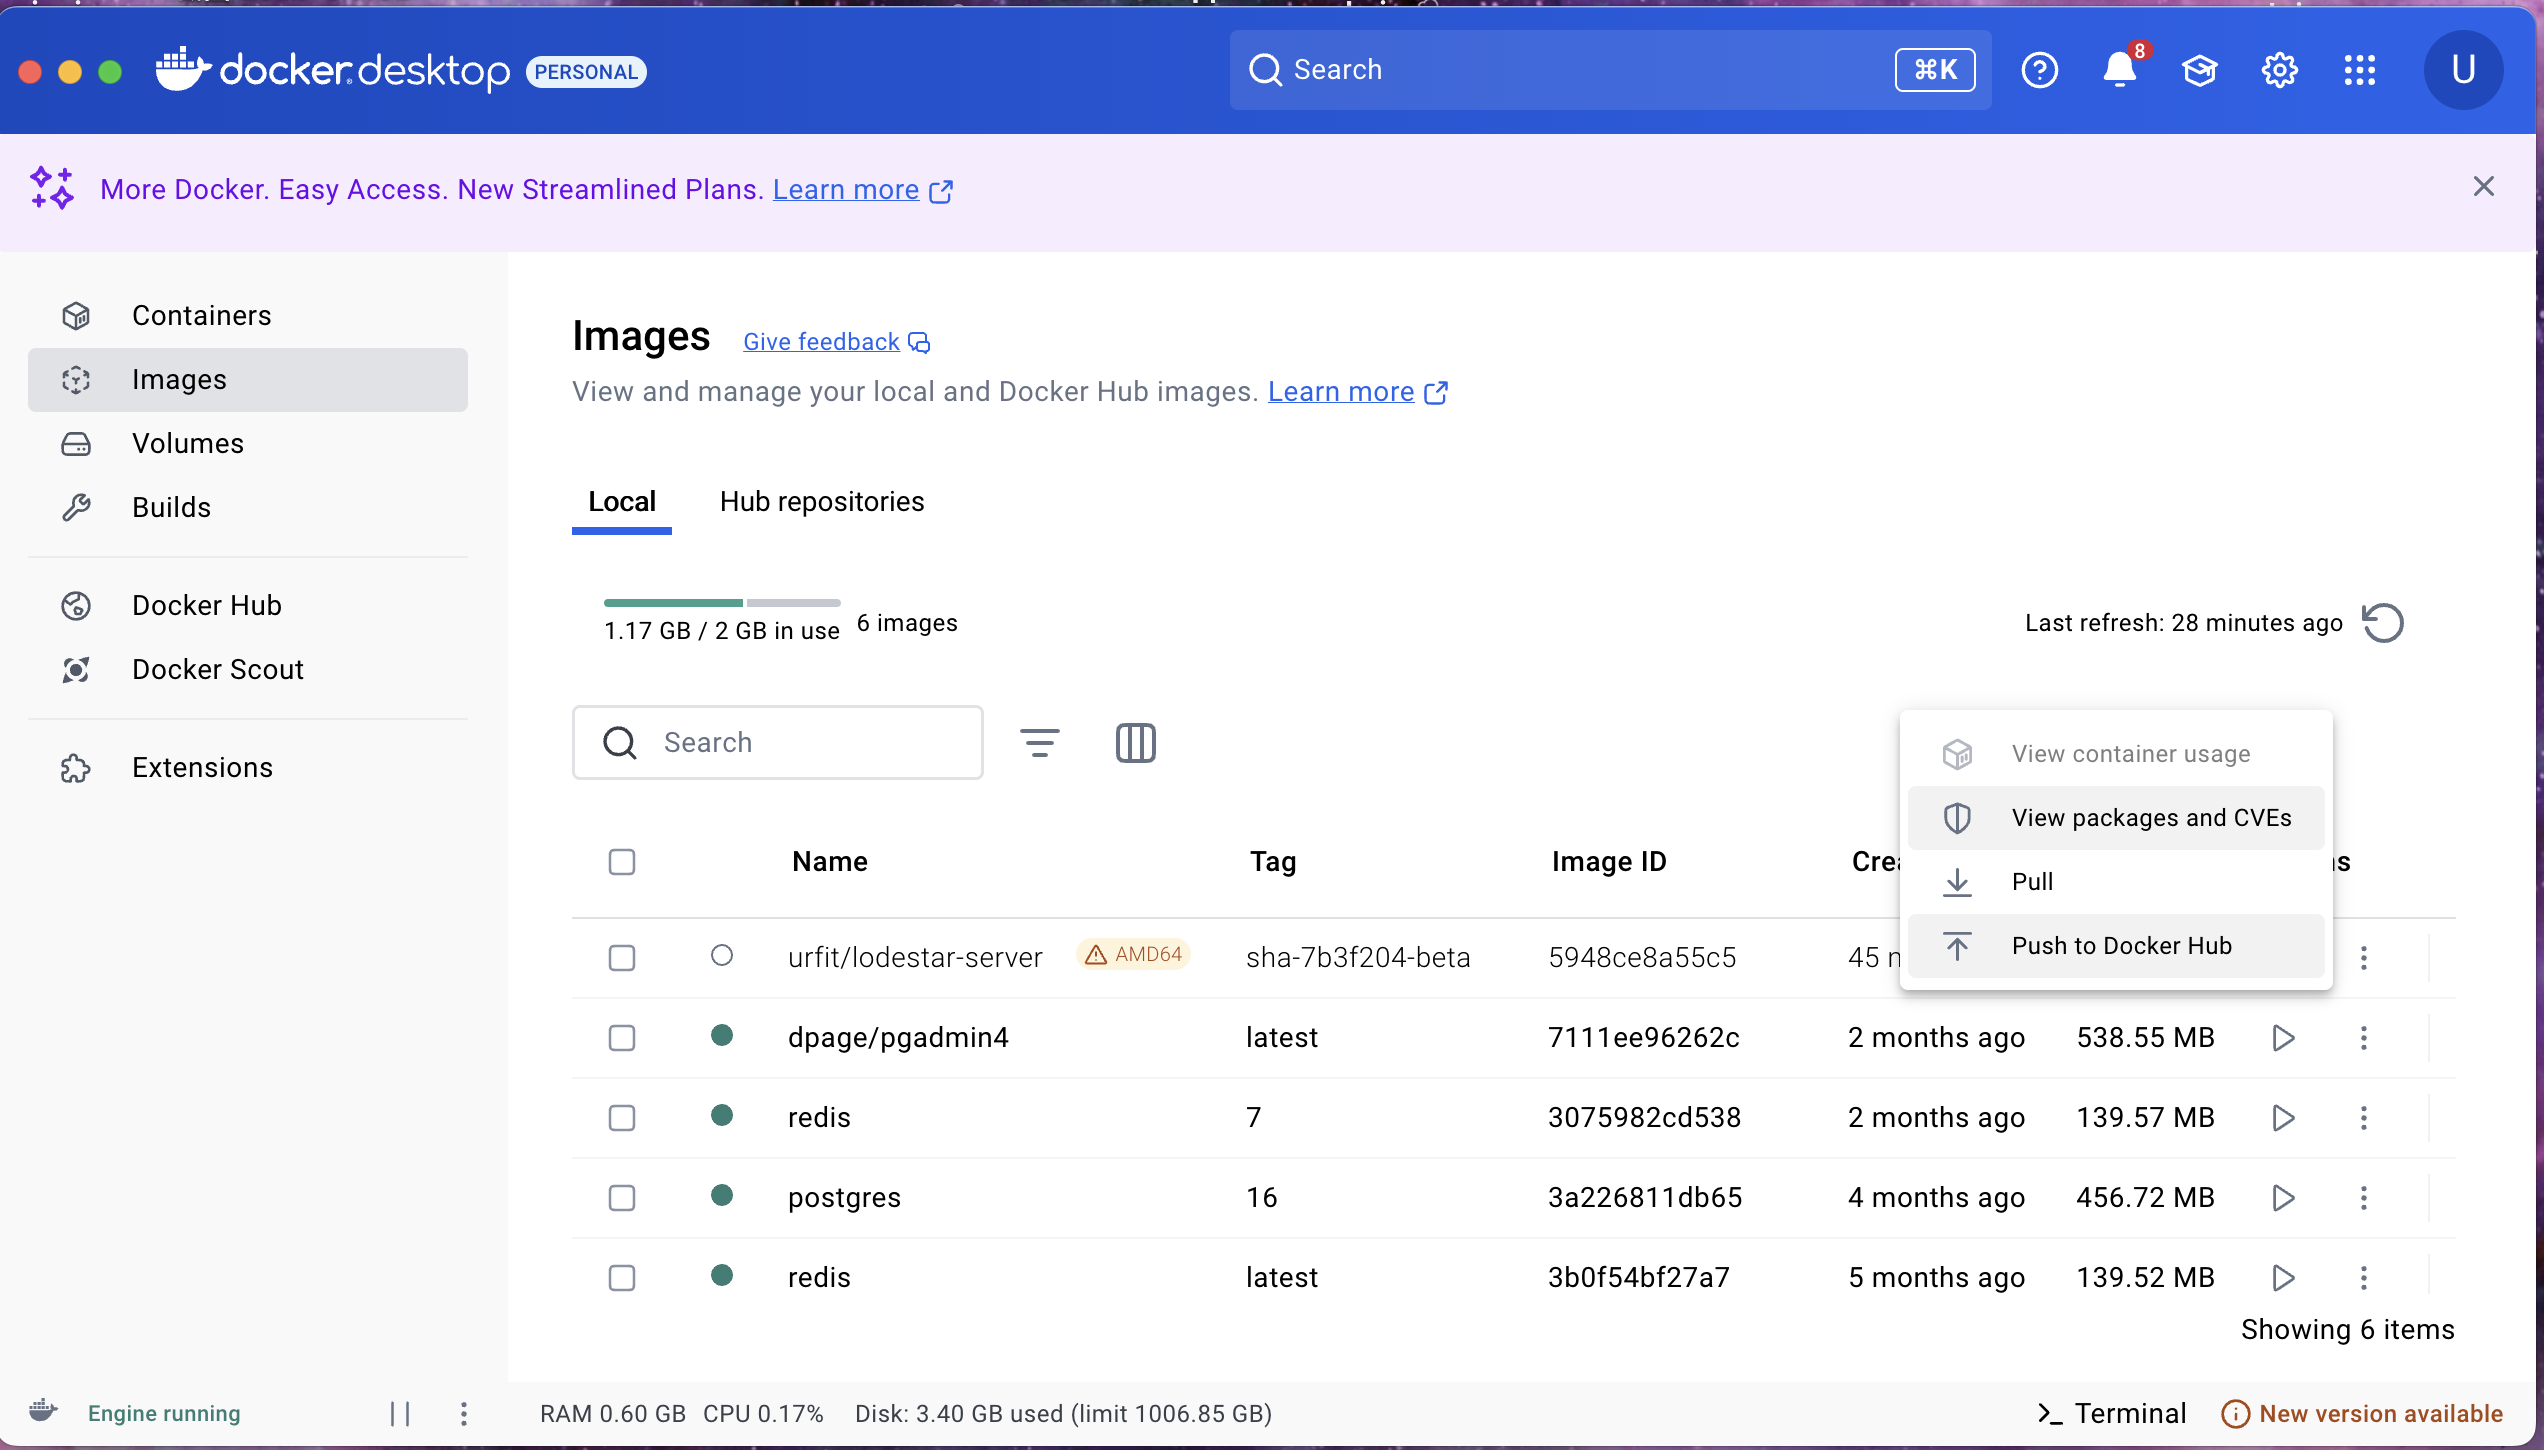 docker desktop PERSONAL
Search ⌘K
8
U
More Docker. Easy Access. New Streamlined Plans. Learn more
Containers
Images
Volumes
Builds
Docker Hub
Docker Scout
Extensions
Images Give feedback
View and manage your local and Docker Hub images. Learn more
Local Hub repositories
1.17 GB / 2 GB in use 6 images
Last refresh: 28 minutes ago
Search
View container usage
View packages and CVEs
Pull
Push to Docker Hub
Name Tag Image ID
urfit/lodestar-server AMD64 sha-7b3f204-beta 5948ce8a55c5 45
dpage/pgadmin4 latest 7111ee96262c 2 months ago 538.55 MB
redis 7 3075982cd538 2 months ago 139.57 MB
postgres 16 3a226811db65 4 months ago 456.72 MB
redis latest 3b0f54bf27a7 5 months ago 139.52 MB
Showing 6 items
Engine running
RAM 0.60 GB CPU 0.17% Disk: 3.40 GB used (limit 1006.85 GB)
Terminal New version available